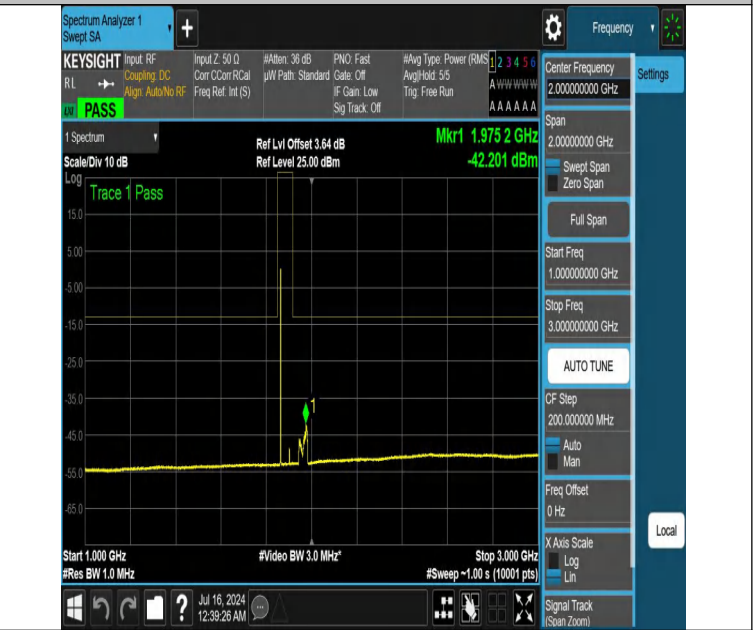 Spectrum Analyzer 1
Swept SA
+
Frequency
KEYSIGHT
RL
PASS
Input: RF
Coupling: DC
Align: Auto/No RF
Input Z: 50 Ω
Corr CCorr RCal
Freq Ref: Int (S)
#Atten: 36 dB
µW Path: Standard
PNO: Fast
Gate: Off
IF Gain: Low
Sig Track: Off
#Avg Type: Power (RMS
Avg|Hold: 5/5
Trig: Free Run
1 2 3 4 5 6
A W W W W W
A A A A A A
1 Spectrum
Scale/Div 10 dB
Ref Lvl Offset 3.64 dB
Ref Level 25.00 dBm
Mkr1 1.975 2 GHz
-42.201 dBm
Log
Trace 1 Pass
15.0
5.00
-5.00
-15.0
-25.0
-35.0
-45.0
-55.0
-65.0
1
Start 1.000 GHz
#Res BW 1.0 MHz
#Video BW 3.0 MHz*
Stop 3.000 GHz
#Sweep ~1.00 s (10001 pts)
Jul 16, 2024
12:39:26 AM
?
Center Frequency
2.000000000 GHz
Settings
Span
2.00000000 GHz
Swept Span
Zero Span
Full Span
Start Freq
1.000000000 GHz
Stop Freq
3.000000000 GHz
AUTO TUNE
CF Step
200.000000 MHz
Auto
Man
Freq Offset
0 Hz
X Axis Scale
Log
Lin
Local
Signal Track
(Span Zoom)